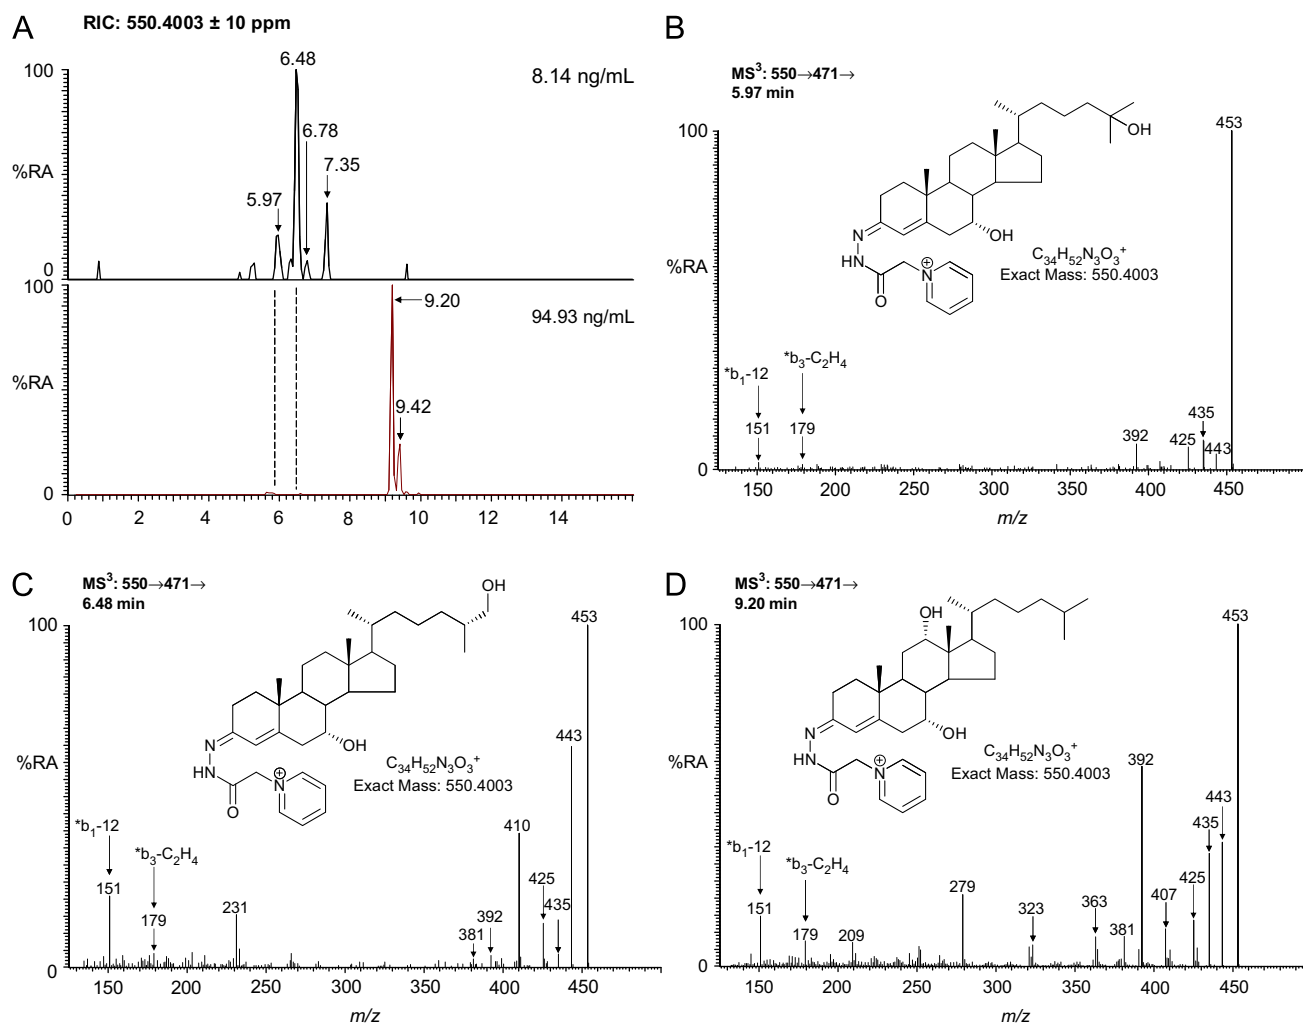 A
RIC: 550.4003 ± 10 ppm
8.14 ng/mL
100
6.48
6.78
7.35
5.97
%RA
0
100
9.20
94.93 ng/mL
%RA
9.42
0
0 2 4 6 8 10 12 14
B
MS3: 550→471→
5.97 min
100
453
OH
OH
N
HN
O
N
+
C34H52N3O3+
Exact Mass: 550.4003
%RA
*b1-12
*b3-C2H4
151
179
392
425
435
443
0
150 200 250 300 350 400 450
m/z
C
MS3: 550→471→
6.48 min
OH
100
453
443
OH
N
HN
O
N
+
C34H52N3O3+
Exact Mass: 550.4003
%RA
*b1-12
*b3-C2H4
151
179
231
381
392
410
425
435
0
150 200 250 300 350 400 450
m/z
D
MS3: 550→471→
9.20 min
100
453
OH
OH
N
HN
O
N
+
C34H52N3O3+
Exact Mass: 550.4003
%RA
392
443
435
*b1-12
*b3-C2H4
151
179
209
279
323
363
381
407
425
0
150 200 250 300 350 400 450
m/z